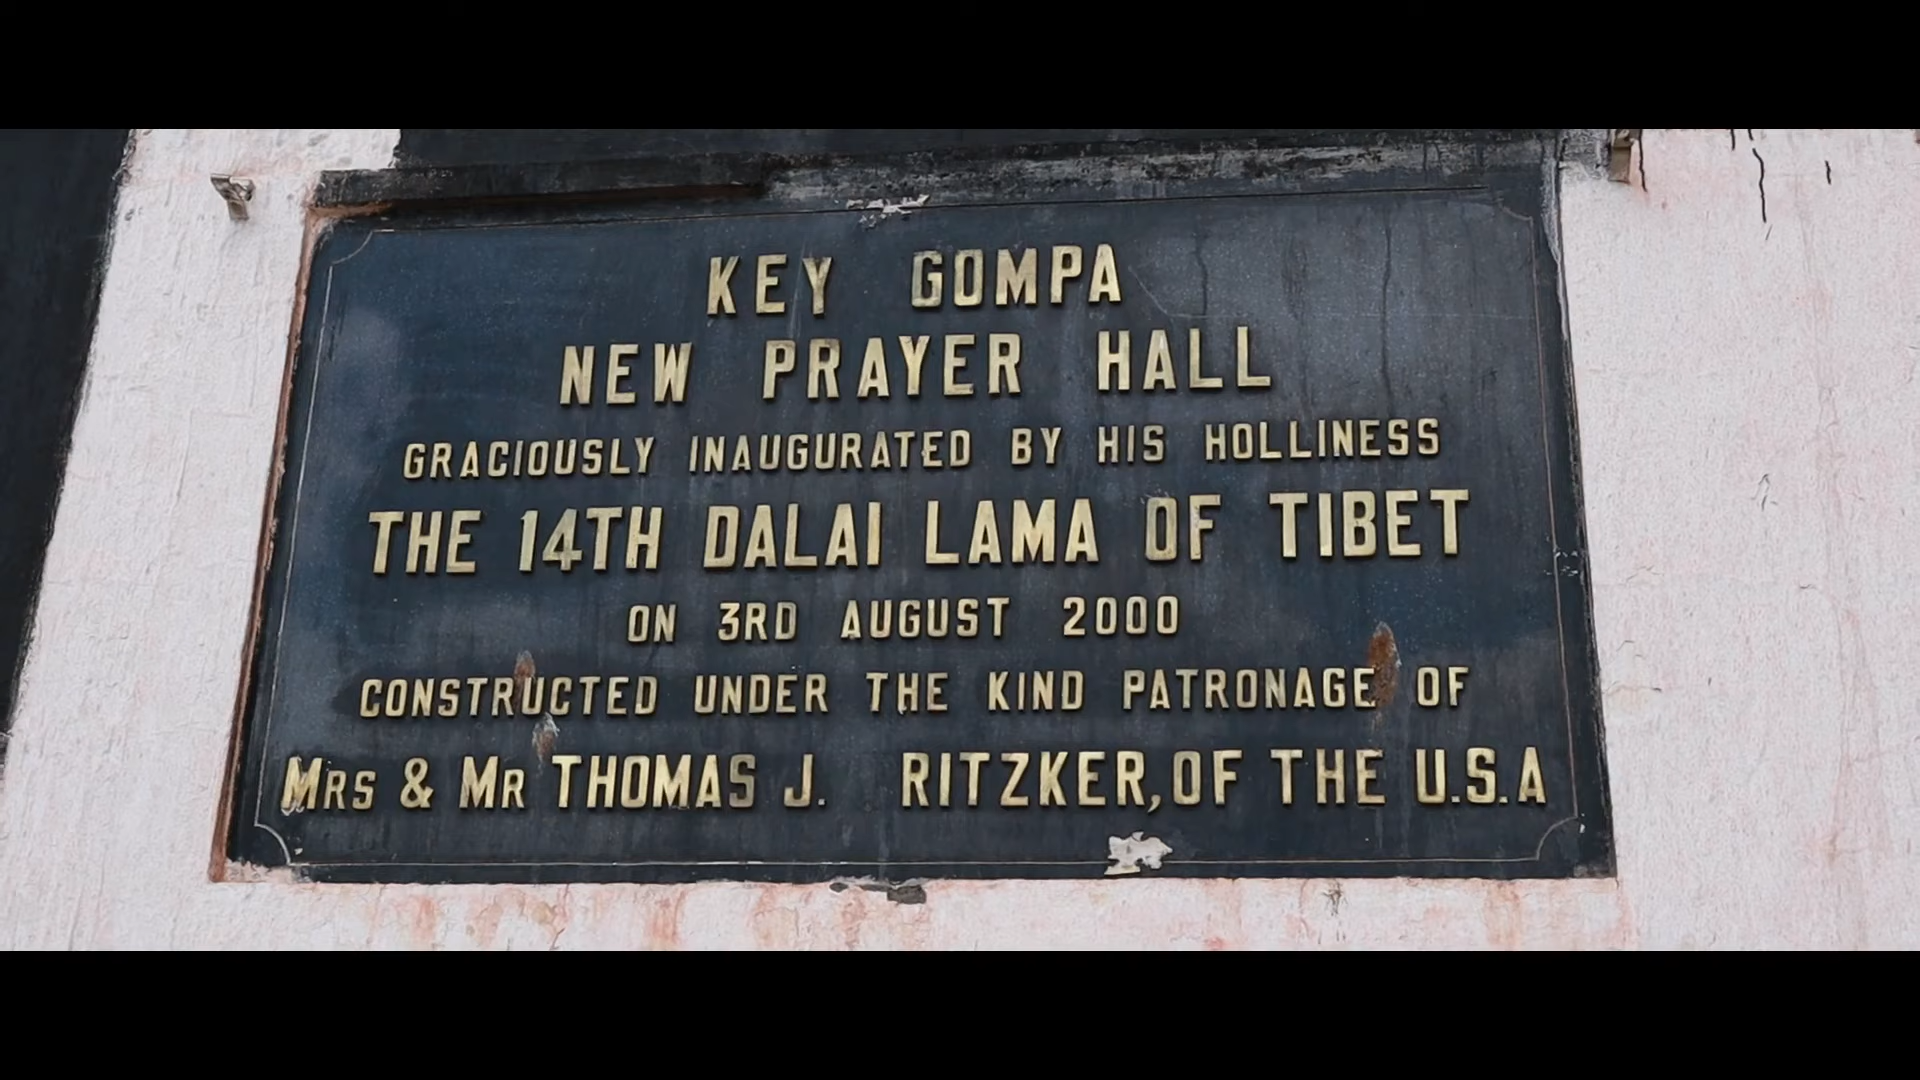 KEY GOMPA
NEW PRAYER HALL
GRACIOUSLY INAUGURATED BY HIS HOLLINESS
THE 14TH DALAI LAMA OF TIBET
ON 3RD AUGUST 2000
CONSTRUCTED UNDER THE KIND PATRONAGE OF
MRS & MR THOMAS J. RITZKER, OF THE U.S.A